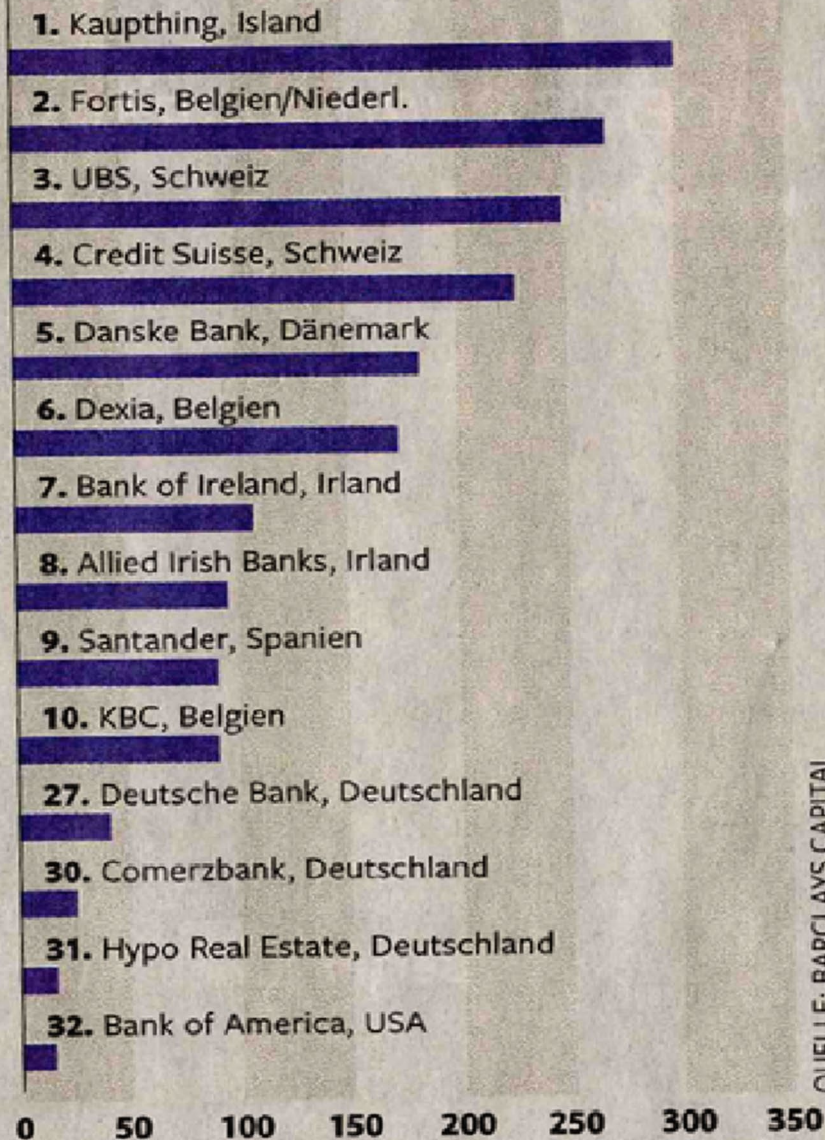 1. Kaupthing, Island
2. Fortis, Belgien/Niederl.
3. UBS, Schweiz
4. Credit Suisse, Schweiz
5. Danske Bank, Dänemark
6. Dexia, Belgien
7. Bank of Ireland, Irland
8. Allied Irish Banks, Irland
9. Santander, Spanien
10. KBC, Belgien
27. Deutsche Bank, Deutschland
30. Comerzbank, Deutschland
31. Hypo Real Estate, Deutschland
32. Bank of America, USA
0 50 100 150 200 250 300 350
QUELLE: BARCLAYS CAPITAL